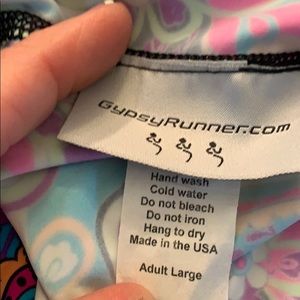 GypsyRunner.com
Hand wash
Cold water
Do not bleach
Do not iron
Hang to dry
Made in the USA
Adult Large